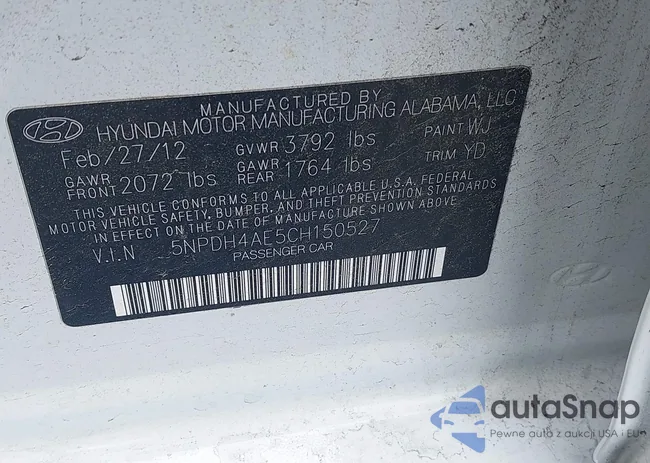 MANUFACTURED BY
HYUNDAI MOTOR MANUFACTURING ALABAMA, LLC
Feb/27/12 GVWR 3792 lbs PAINT WJ
GAWR FRONT 2072 lbs GAWR REAR 1764 lbs TRIM YD
THIS VEHICLE CONFORMS TO ALL APPLICABLE U.S.A. FEDERAL
MOTOR VEHICLE SAFETY, BUMPER, AND THEFT PREVENTION STANDARDS
IN EFFECT ON THE DATE OF MANUFACTURE SHOWN ABOVE
V.I.N 5NPDH4AE5CH150527
PASSENGER CAR
autaSnap
Pewne auta z aukcji USA i EU